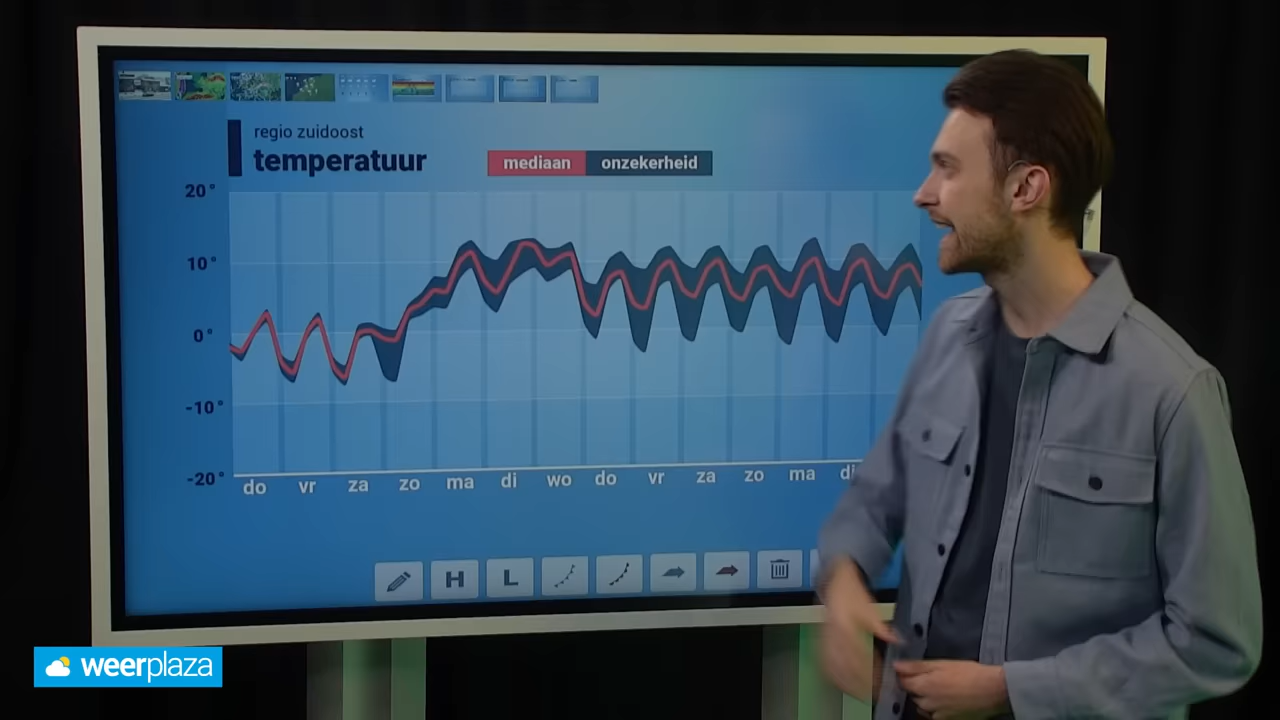 regio zuidoost
temperatuur
mediaan onzekerheid
20°
10°
0°
-10°
-20°
do vr za zo ma di wo do vr za zo ma di
H L
weerplaza